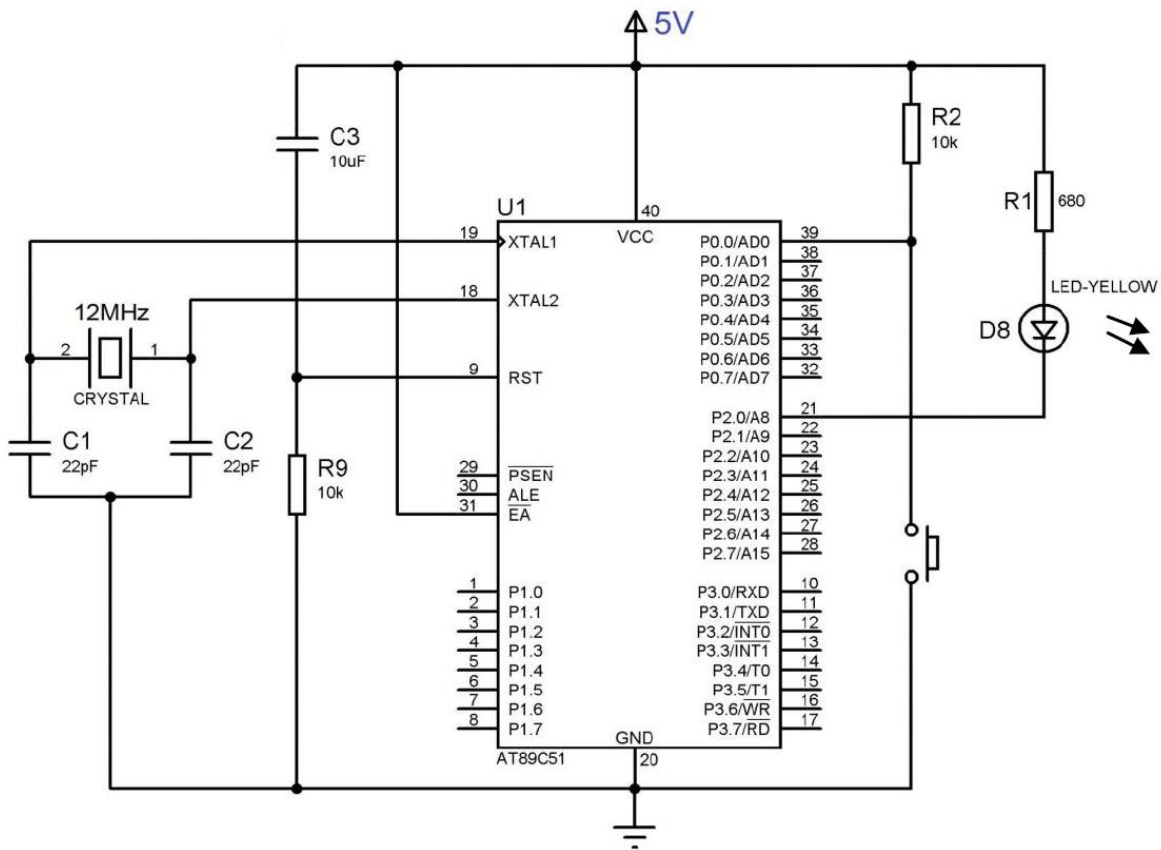 5V
C3
10uF
R2
10k
R1
680
LED-YELLOW
D8
U1
40
VCC
19
XTAL1
18
XTAL2
9
RST
29
PSEN
30
ALE
31
EA
1
P1.0
2
P1.1
3
P1.2
4
P1.3
5
P1.4
6
P1.5
7
P1.6
8
P1.7
P0.0/AD0
39
P0.1/AD1
38
P0.2/AD2
37
P0.3/AD3
36
P0.4/AD4
35
P0.5/AD5
34
P0.6/AD6
33
P0.7/AD7
32
P2.0/A8
21
P2.1/A9
22
P2.2/A10
23
P2.3/A11
24
P2.4/A12
25
P2.5/A13
26
P2.6/A14
27
P2.7/A15
28
P3.0/RXD
10
P3.1/TXD
11
P3.2/INT0
12
P3.3/INT1
13
P3.4/T0
14
P3.5/T1
15
P3.6/WR
16
P3.7/RD
17
GND
20
AT89C51
12MHz
2
1
CRYSTAL
C1
22pF
C2
22pF
R9
10k